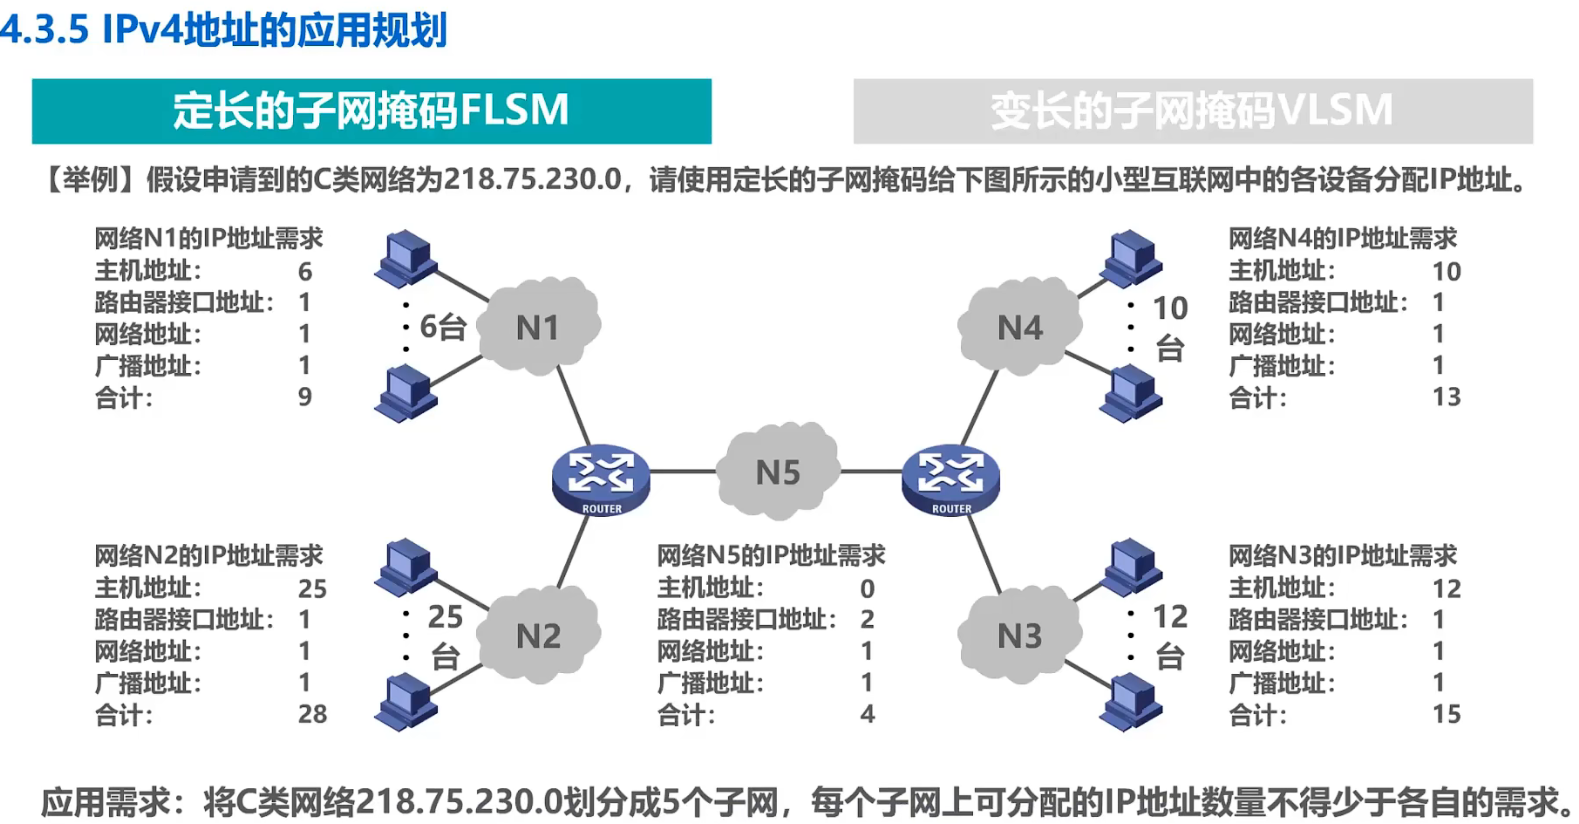 4.3.5 IPv4地址的应用规划
定长的子网掩码FLSM
变长的子网掩码VLSM
【举例】假设申请到的C类网络为218.75.230.0，请使用定长的子网掩码给下图所示的小型互联网中的各设备分配IP地址。
网络N1的IP地址需求
主机地址： 6
路由器接口地址： 1
网络地址： 1
广播地址： 1
合计： 9
6台
N1
N4
10
台
网络N4的IP地址需求
主机地址： 10
路由器接口地址： 1
网络地址： 1
广播地址： 1
合计： 13
ROUTER
N5
ROUTER
网络N2的IP地址需求
主机地址： 25
路由器接口地址： 1
网络地址： 1
广播地址： 1
合计： 28
25
台
N2
网络N5的IP地址需求
主机地址： 0
路由器接口地址： 2
网络地址： 1
广播地址： 1
合计： 4
N3
12
台
网络N3的IP地址需求
主机地址： 12
路由器接口地址： 1
网络地址： 1
广播地址： 1
合计： 15
应用需求：将C类网络218.75.230.0划分成5个子网，每个子网上可分配的IP地址数量不得少于各自的需求。